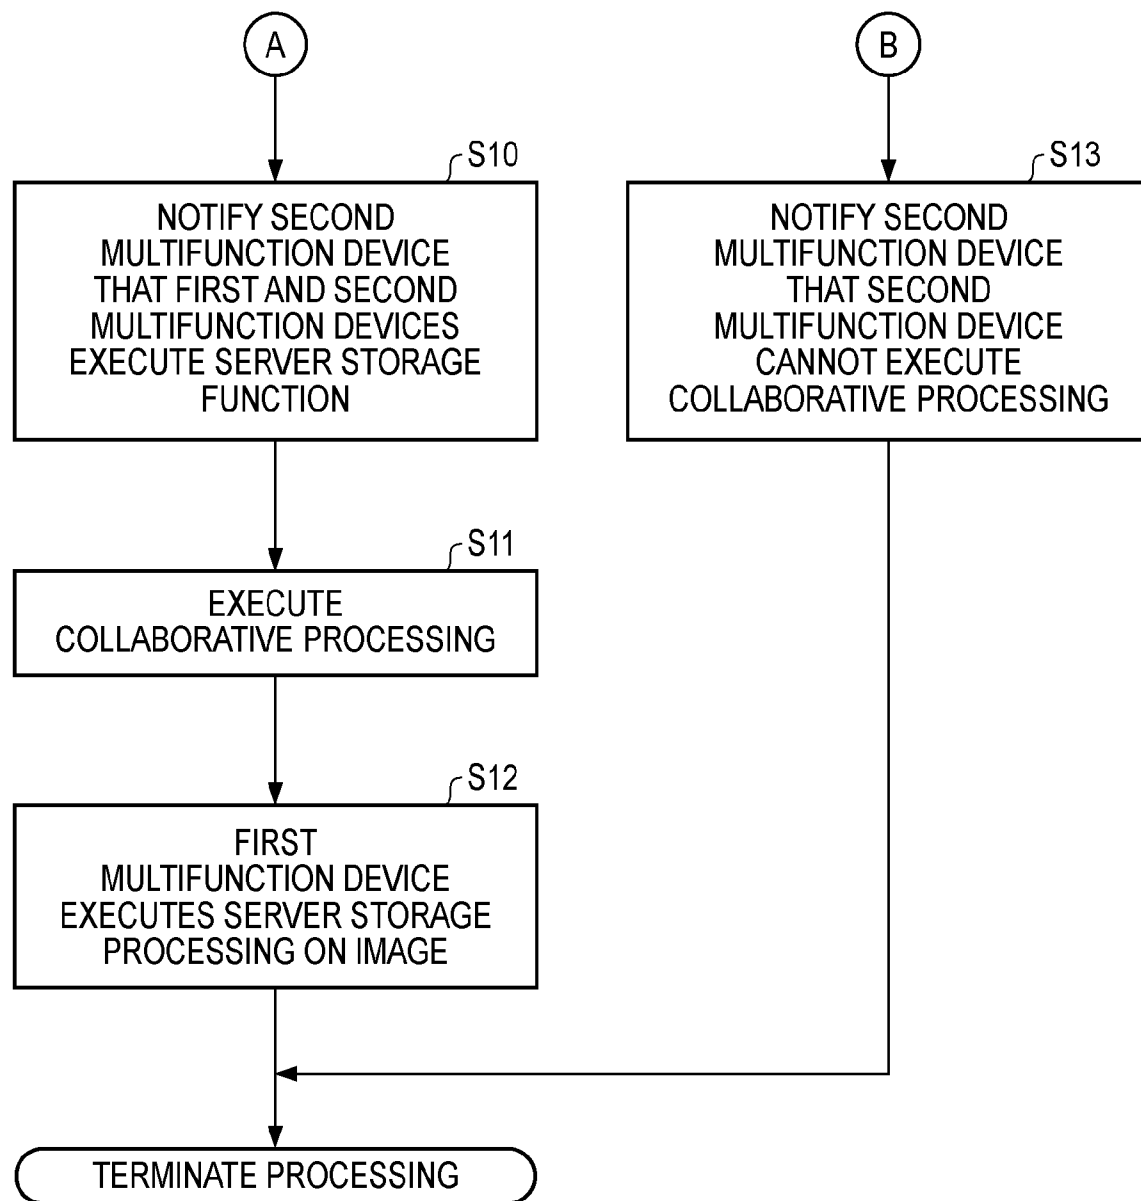 A
S10
NOTIFY SECOND
MULTIFUNCTION DEVICE
THAT FIRST AND SECOND
MULTIFUNCTION DEVICES
EXECUTE SERVER STORAGE
FUNCTION
S11
EXECUTE
COLLABORATIVE PROCESSING
S12
FIRST
MULTIFUNCTION DEVICE
EXECUTES SERVER STORAGE
PROCESSING ON IMAGE
B
S13
NOTIFY SECOND
MULTIFUNCTION DEVICE
THAT SECOND
MULTIFUNCTION DEVICE
CANNOT EXECUTE
COLLABORATIVE PROCESSING
TERMINATE PROCESSING